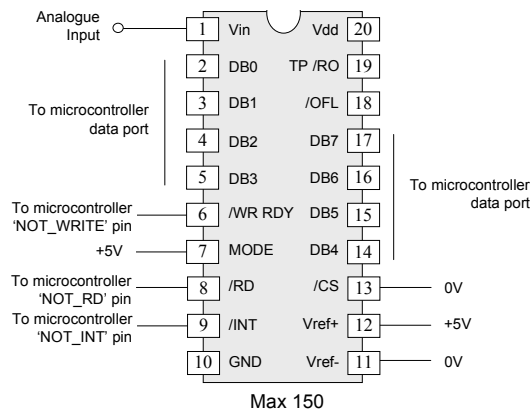 Analogue
Input
1 Vin Vdd 20
2 DB0 TP /RO 19
3 DB1 /OFL 18
To microcontroller
data port
4 DB2 DB7 17
5 DB3 DB6 16
To microcontroller
data port
To microcontroller
'NOT_WRITE' pin
6 /WR RDY DB5 15
+5V 7 MODE DB4 14
To microcontroller
'NOT_RD' pin
8 /RD /CS 13 0V
To microcontroller
'NOT_INT' pin
9 /INT Vref+ 12 +5V
10 GND Vref- 11 0V
Max 150